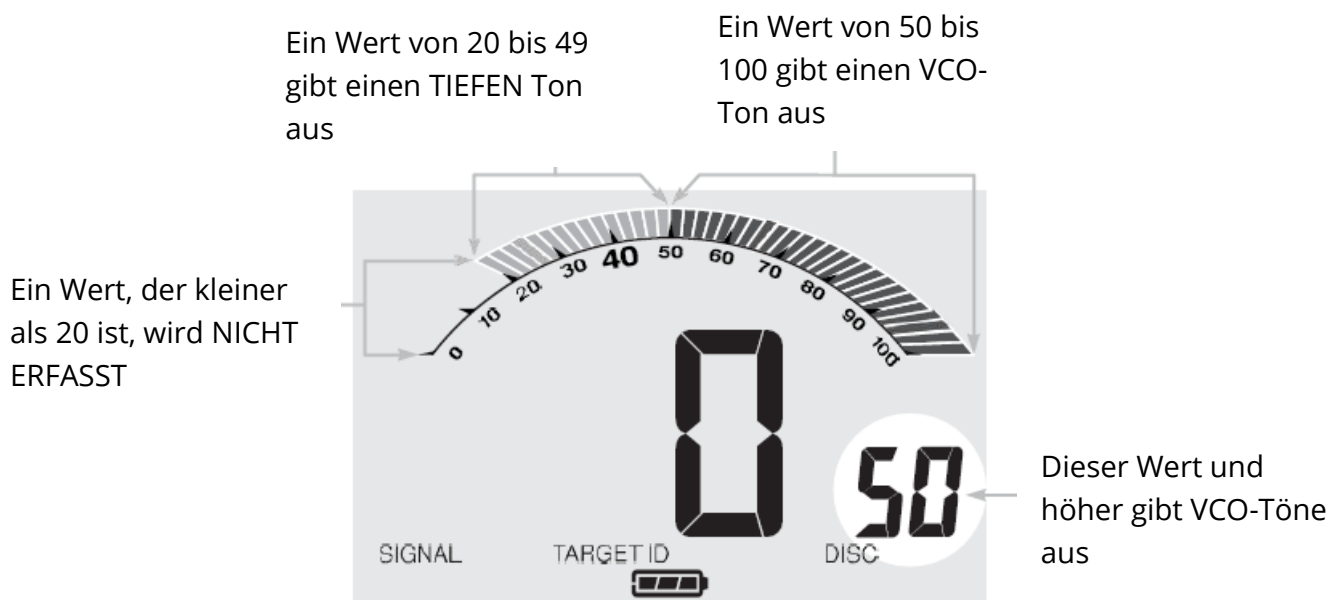 Ein Wert von 20 bis 49
gibt einen TIEFEN Ton
aus
Ein Wert von 50 bis
100 gibt einen VCO-
Ton aus
Ein Wert, der kleiner
als 20 ist, wird NICHT
ERFASST
0 10 20 30 40 50 60 70 80 90 100
0
50
Dieser Wert und
höher gibt VCO-Töne
aus
SIGNAL TARGET ID DISC